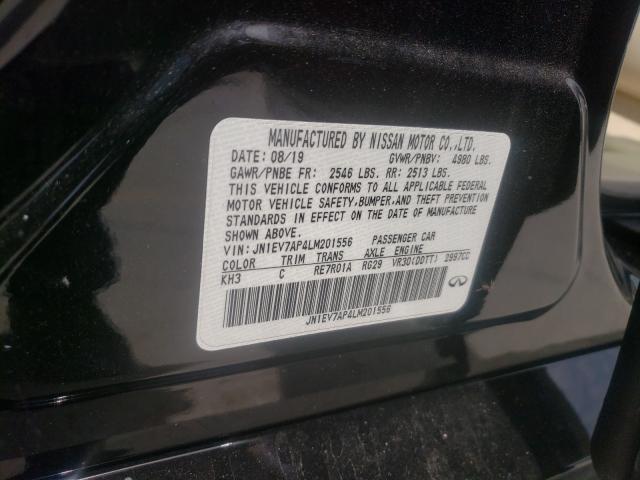 MANUFACTURED BY NISSAN MOTOR CO.,LTD.
DATE: 08/19 GVWR/PNBV: 4980 LBS.
GAWR/PNBE FR: 2546 LBS. RR: 2513 LBS.
THIS VEHICLE CONFORMS TO ALL APPLICABLE FEDERAL
MOTOR VEHICLE SAFETY,BUMPER,AND THEFT PREVENTION
STANDARDS IN EFFECT ON THE DATE OF MANUFACTURE
SHOWN ABOVE.
VIN: JN1EV7AP4LM201556 PASSENGER CAR
COLOR TRIM TRANS AXLE ENGINE
KH3 C RE7R01A RG29 VR30(DDTT) 2997CC
JN1EV7AP4LM201556